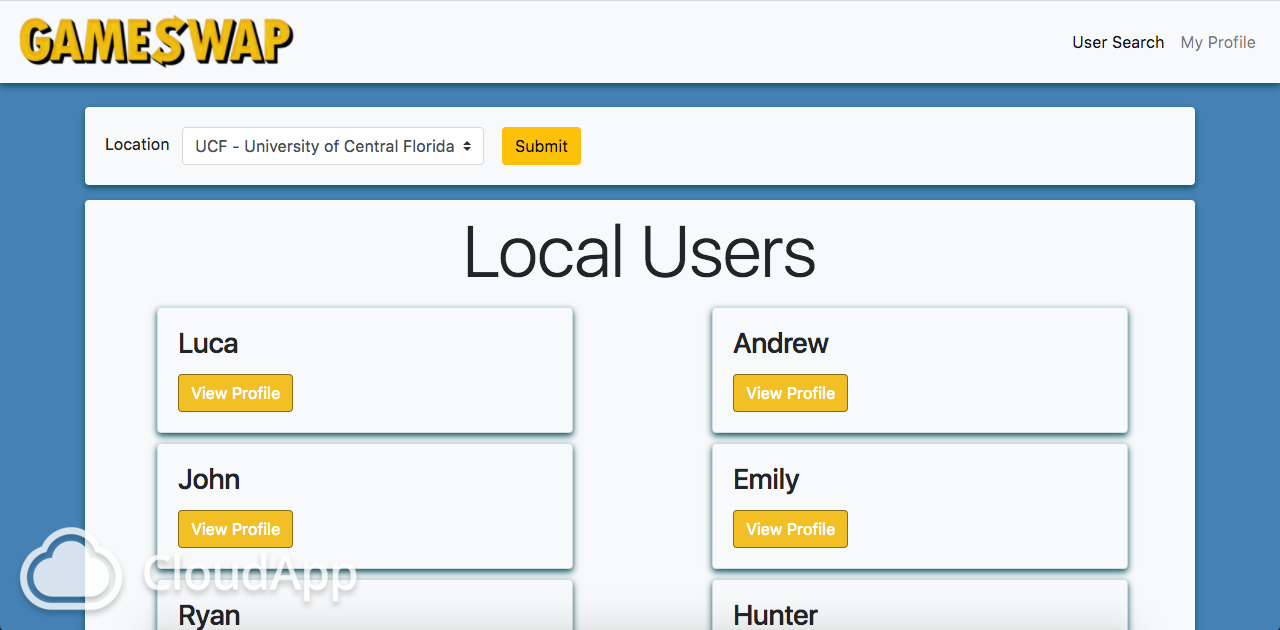 GAMESWAP
User Search My Profile
Location UCF - University of Central Florida Submit
Local Users
Luca
View Profile
Andrew
View Profile
John
View Profile
Emily
View Profile
CloudApp
Ryan
Hunter